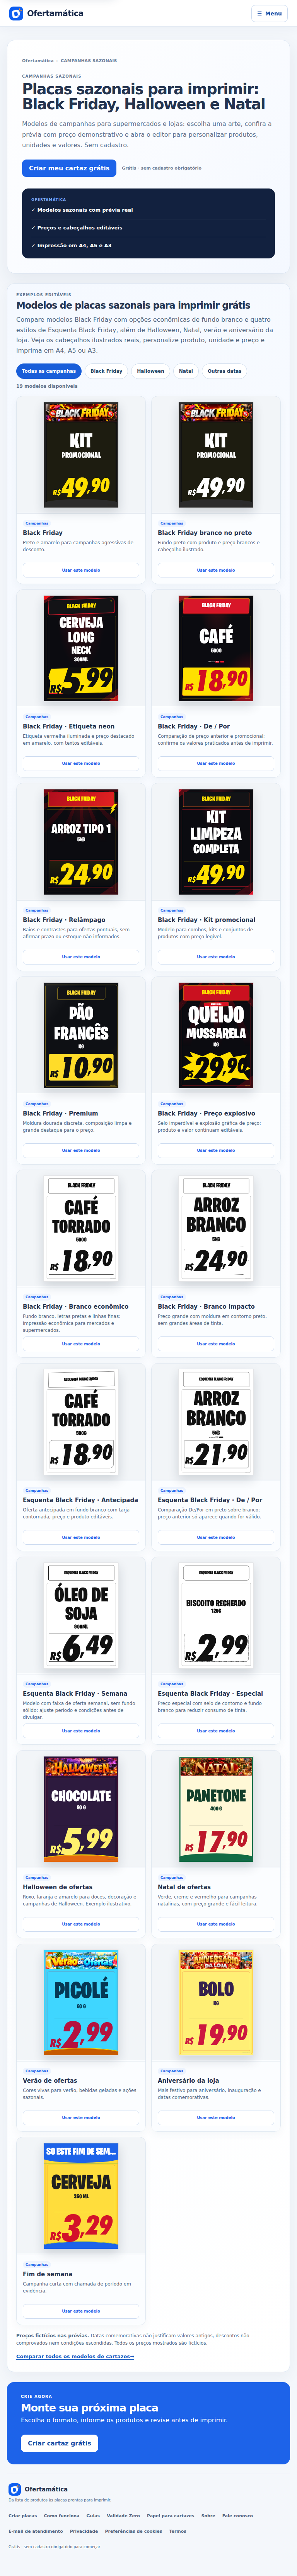 Ofertamática
☰ Menu
Ofertamática › CAMPANHAS SAZONAIS
CAMPANHAS SAZONAIS
Placas sazonais para imprimir:
Black Friday, Halloween e Natal
Modelos de campanhas para supermercados e lojas: escolha uma arte, confira a
prévia com preço demonstrativo e abra o editor para personalizar produtos,
unidades e valores. Sem cadastro.
Criar meu cartaz grátis
Grátis · sem cadastro obrigatório
OFERTAMÁTICA
✓ Modelos sazonais com prévia real
✓ Preços e cabeçalhos editáveis
✓ Impressão em A4, A5 e A3
EXEMPLOS EDITÁVEIS
Modelos de placas sazonais para imprimir grátis
Compare modelos Black Friday com opções econômicas de fundo branco e quatro
estilos de Esquenta Black Friday, além de Halloween, Natal, verão e aniversário da
loja. Veja os cabeçalhos ilustrados reais, personalize produto, unidade e preço e
imprima em A4, A5 ou A3.
Todas as campanhas
Black Friday
Halloween
Natal
Outras datas
19 modelos disponíveis
BLACK FRIDAY
KIT
PROMOCIONAL
R$49,90
Campanhas
Black Friday
Preto e amarelo para campanhas agressivas de
desconto.
Usar este modelo
BLACK FRIDAY
KIT
PROMOCIONAL
R$49,90
Campanhas
Black Friday branco no preto
Fundo preto com produto e preço brancos e
cabeçalho ilustrado.
Usar este modelo
BLACK FRIDAY
CERVEJA
LONG
NECK
300ML
R$5,99
Campanhas
Black Friday · Etiqueta neon
Etiqueta vermelha iluminada e preço destacado
em amarelo, com textos editáveis.
Usar este modelo
BLACK FRIDAY
CAFÉ
500G
R$18,90
Campanhas
Black Friday · De / Por
Comparação de preço anterior e promocional;
confirme os valores praticados antes de imprimir.
Usar este modelo
BLACK FRIDAY
ARROZ TIPO 1
5KG
R$24,90
Campanhas
Black Friday · Relâmpago
Raios e contrastes para ofertas pontuais, sem
afirmar prazo ou estoque não informados.
Usar este modelo
BLACK FRIDAY
KIT
LIMPEZA
COMPLETA
R$49,90
Campanhas
Black Friday · Kit promocional
Modelo para combos, kits e conjuntos de
produtos com preço legível.
Usar este modelo
BLACK FRIDAY
PÃO
FRANCÊS
KG
R$10,90
Campanhas
Black Friday · Premium
Moldura dourada discreta, composição limpa e
grande destaque para o preço.
Usar este modelo
BLACK FRIDAY
QUEIJO
MUSSARELA
KG
R$29,90
Campanhas
Black Friday · Preço explosivo
Selo imperdível e explosão gráfica de preço;
produto e valor continuam editáveis.
Usar este modelo
BLACK FRIDAY
CAFÉ
TORRADO
500G
R$18,90
Campanhas
Black Friday · Branco econômico
Fundo branco, letras pretas e linhas finas:
impressão econômica para mercados e
supermercados.
Usar este modelo
BLACK FRIDAY
ARROZ
BRANCO
5KG
R$24,90
Campanhas
Black Friday · Branco impacto
Preço grande com moldura em contorno preto,
sem grandes áreas de tinta.
Usar este modelo
ESQUENTA BLACK FRIDAY
CAFÉ
TORRADO
500G
R$18,90
Campanhas
Esquenta Black Friday · Antecipada
Oferta antecipada em fundo branco com tarja
contornada; preço e produto editáveis.
Usar este modelo
ESQUENTA BLACK FRIDAY
ARROZ
BRANCO
5KG
R$21,90
Campanhas
Esquenta Black Friday · De / Por
Comparação De/Por em preto sobre branco;
preço anterior só aparece quando for válido.
Usar este modelo
ESQUENTA BLACK FRIDAY
ÓLEO DE
SOJA
900ML
R$6,49
Campanhas
Esquenta Black Friday · Semana
Modelo com faixa de oferta semanal, sem fundo
sólido; ajuste período e condições antes de
divulgar.
Usar este modelo
ESQUENTA BLACK FRIDAY
BISCOITO RECHEADO
120G
R$2,99
Campanhas
Esquenta Black Friday · Especial
Preço especial com selo de contorno e fundo
branco para reduzir consumo de tinta.
Usar este modelo
HALLOWEEN
CHOCOLATE
90 G
R$5,99
Campanhas
Halloween de ofertas
Roxo, laranja e amarelo para doces, decoração e
campanhas de Halloween. Exemplo ilustrativo.
Usar este modelo
NATAL
PANETONE
400 G
R$17,90
Campanhas
Natal de ofertas
Verde, creme e vermelho para campanhas
natalinas, com preço grande e fácil leitura.
Usar este modelo
Verão de Ofertas
PICOLÉ
R$2,99
Campanhas
Verão de ofertas
Cores vivas para verão, bebidas geladas e ações
sazonais.
Usar este modelo
ANIVERSÁRIO
DA LOJA
BOLO
KG
R$19,90
Campanhas
Aniversário da loja
Mais festivo para aniversário, inauguração e
datas comemorativas.
Usar este modelo
SO ESTE FIM DE SEM...
CERVEJA
350 ML
R$3,29
Campanhas
Fim de semana
Campanha curta com chamada de período em
evidência.
Usar este modelo
Preços fictícios nas prévias. Datas comemorativas não justificam valores antigos, descontos não
comprovados nem condições escondidas. Todos os preços mostrados são fictícios.
Comparar todos os modelos de cartazes→
CRIE AGORA
Monte sua próxima placa
Escolha o formato, informe os produtos e revise antes de imprimir.
Criar cartaz grátis
Ofertamática
Da lista de produtos às placas prontas para imprimir.
Criar placas
Como funciona
Guias
Validade Zero
Papel para cartazes
Sobre
Fale conosco
E-mail de atendimento
Privacidade
Preferências de cookies
Termos
Grátis · sem cadastro obrigatório para começar